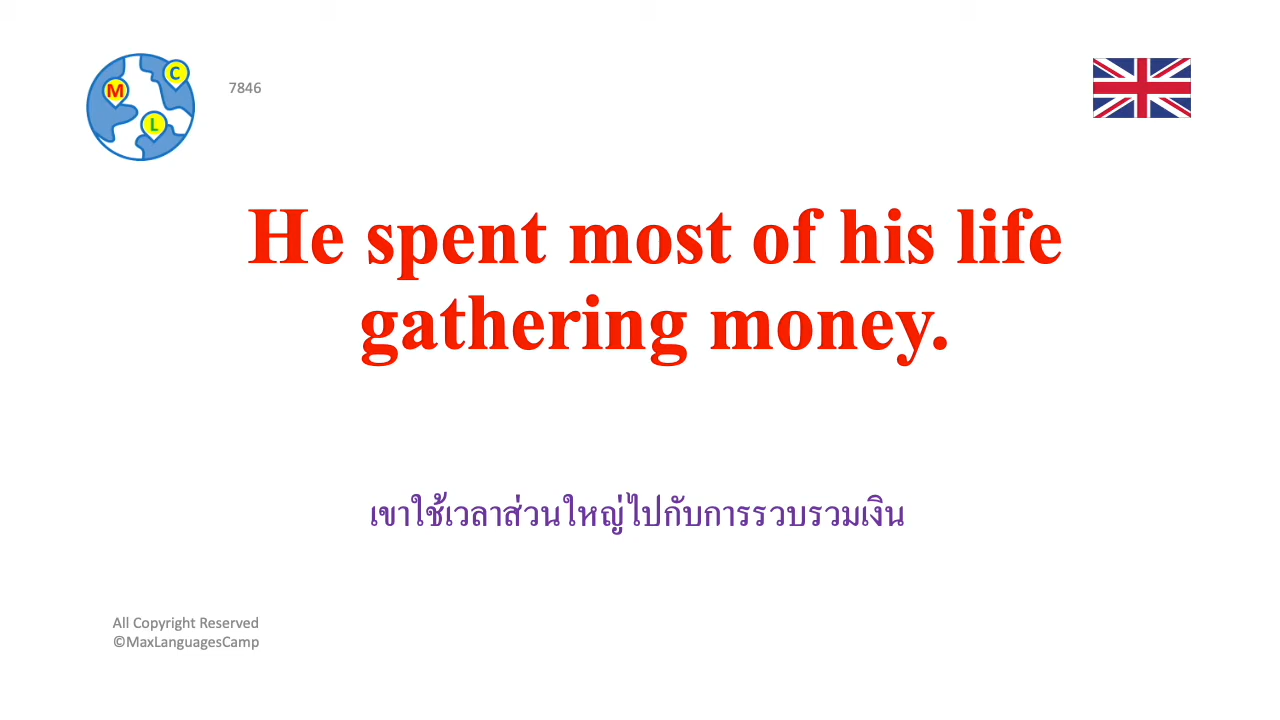 M
C
L
7846
He spent most of his life
gathering money.
เขาใช้เวลาส่วนใหญ่ไปกับการรวบรวมเงิน
All Copyright Reserved
©MaxLanguagesCamp